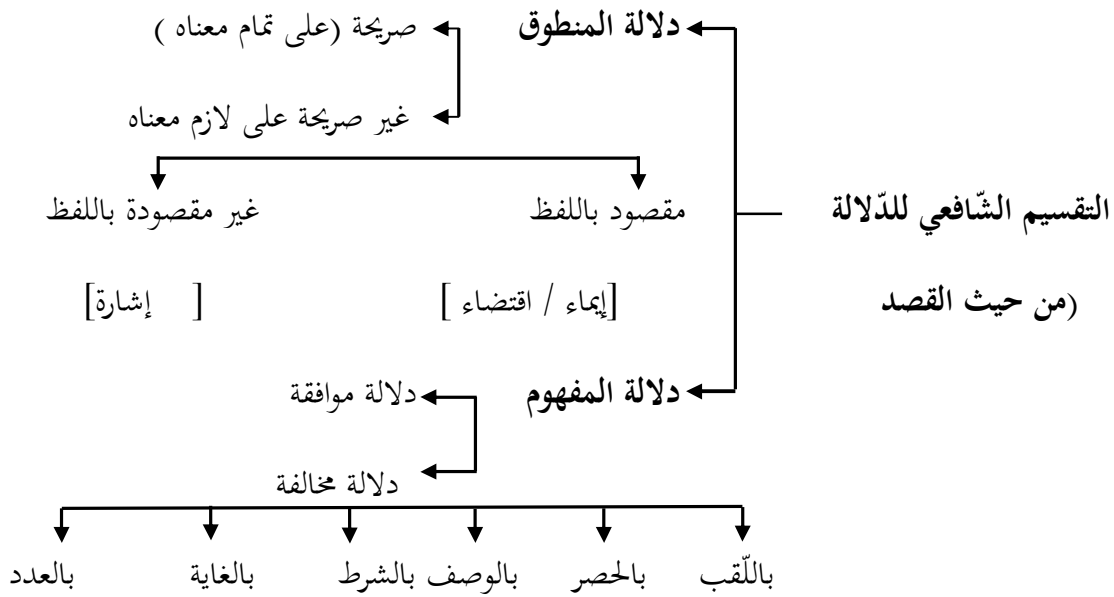 دلالة المنطوق صريحة (على تمام معناه )
غير صريحة على لازم معناه
التقسيم الشّافعي للدّلالة مقصود باللفظ غير مقصودة باللفظ
(من حيث القصد [إيماء / اقتضاء ] [ إشارة]
دلالة المفهوم دلالة موافقة
دلالة مخالفة
باللّقب بالحصر بالوصف بالشرط بالغاية بالعدد